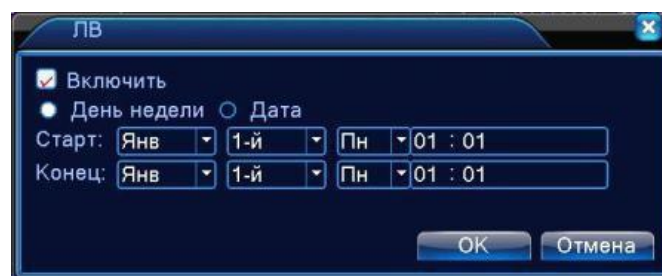 ЛВ
Включить
День недели Дата
Старт: Янв 1-й Пн 01 : 01
Конец: Янв 1-й Пн 01 : 01
OK Отмена